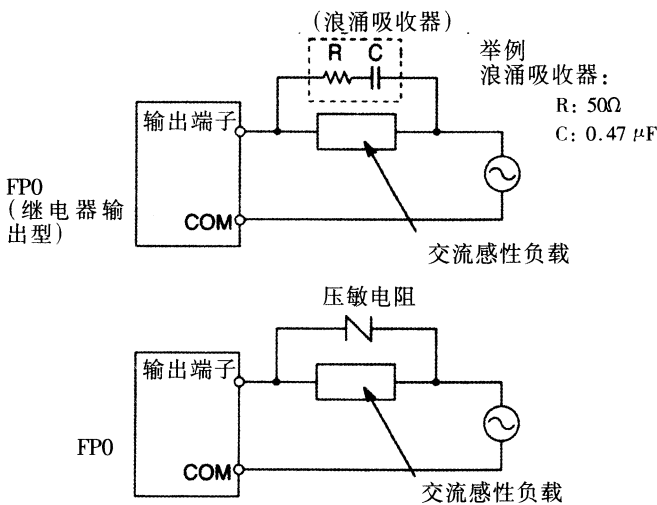 (浪涌吸收器)
R C
举例
浪涌吸收器:
R: 50Ω
C: 0.47 μF
输出端子
FP0
(继电器输
出型)
COM
交流感性负载
压敏电阻
输出端子
FP0
COM
交流感性负载